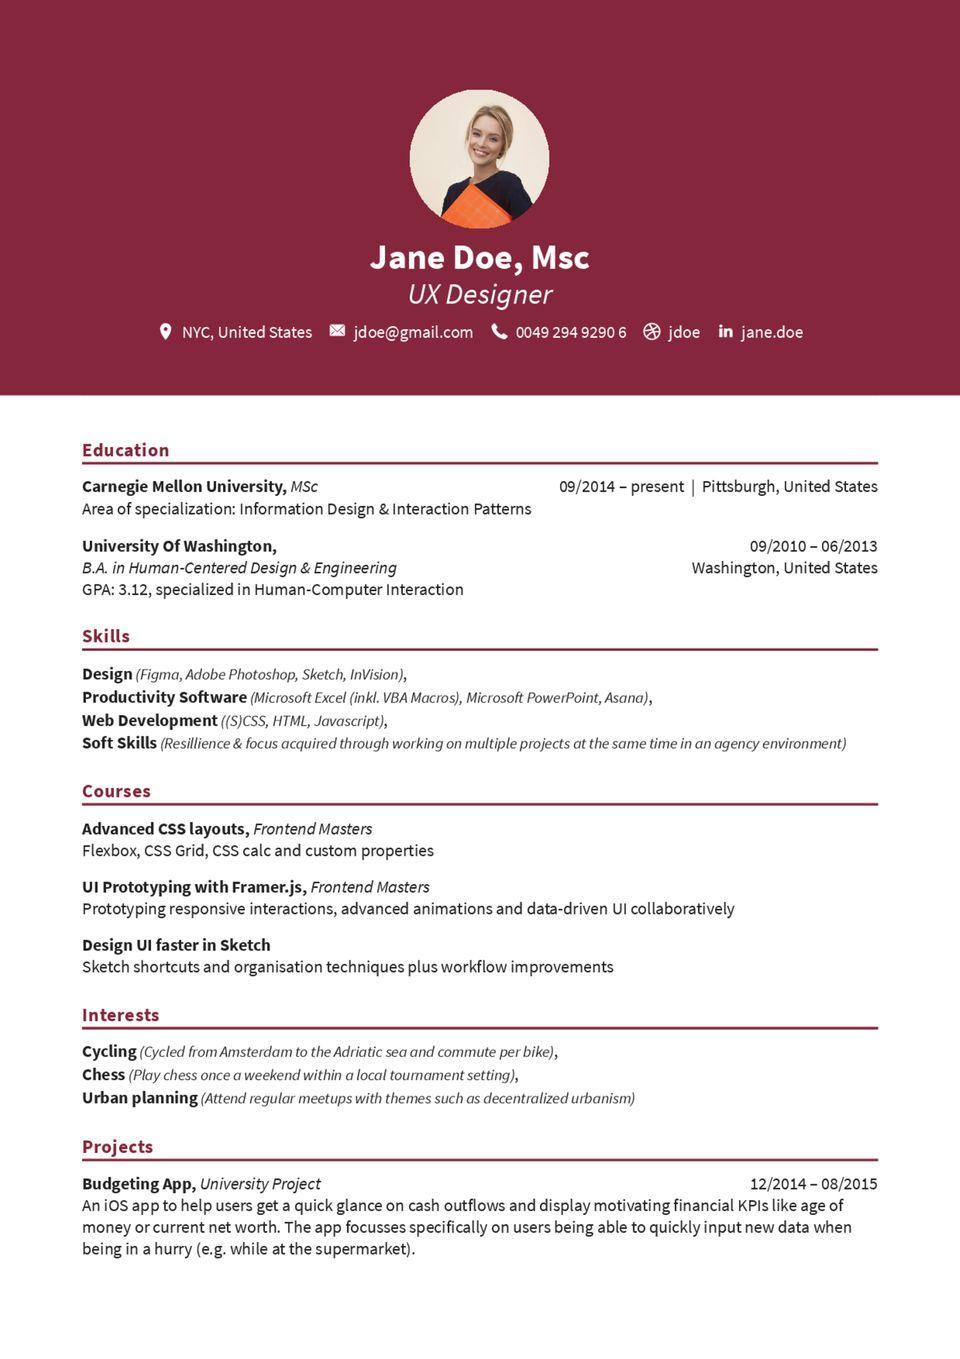 Jane Doe, Msc
UX Designer
NYC, United States jdoe@gmail.com 0049 294 9290 6 jdoe in jane.doe
Education
Carnegie Mellon University, MSc 09/2014 – present | Pittsburgh, United States
Area of specialization: Information Design & Interaction Patterns
University Of Washington, 09/2010 – 06/2013
B.A. in Human-Centered Design & Engineering Washington, United States
GPA: 3.12, specialized in Human-Computer Interaction
Skills
Design (Figma, Adobe Photoshop, Sketch, InVision),
Productivity Software (Microsoft Excel (inkl. VBA Macros), Microsoft PowerPoint, Asana),
Web Development ((S)CSS, HTML, Javascript),
Soft Skills (Resillience & focus acquired through working on multiple projects at the same time in an agency environment)
Courses
Advanced CSS layouts, Frontend Masters
Flexbox, CSS Grid, CSS calc and custom properties
UI Prototyping with Framer.js, Frontend Masters
Prototyping responsive interactions, advanced animations and data-driven UI collaboratively
Design UI faster in Sketch
Sketch shortcuts and organisation techniques plus workflow improvements
Interests
Cycling (Cycled from Amsterdam to the Adriatic sea and commute per bike),
Chess (Play chess once a weekend within a local tournament setting),
Urban planning (Attend regular meetups with themes such as decentralized urbanism)
Projects
Budgeting App, University Project 12/2014 – 08/2015
An iOS app to help users get a quick glance on cash outflows and display motivating financial KPIs like age of
money or current net worth. The app focusses specifically on users being able to quickly input new data when
being in a hurry (e.g. while at the supermarket).